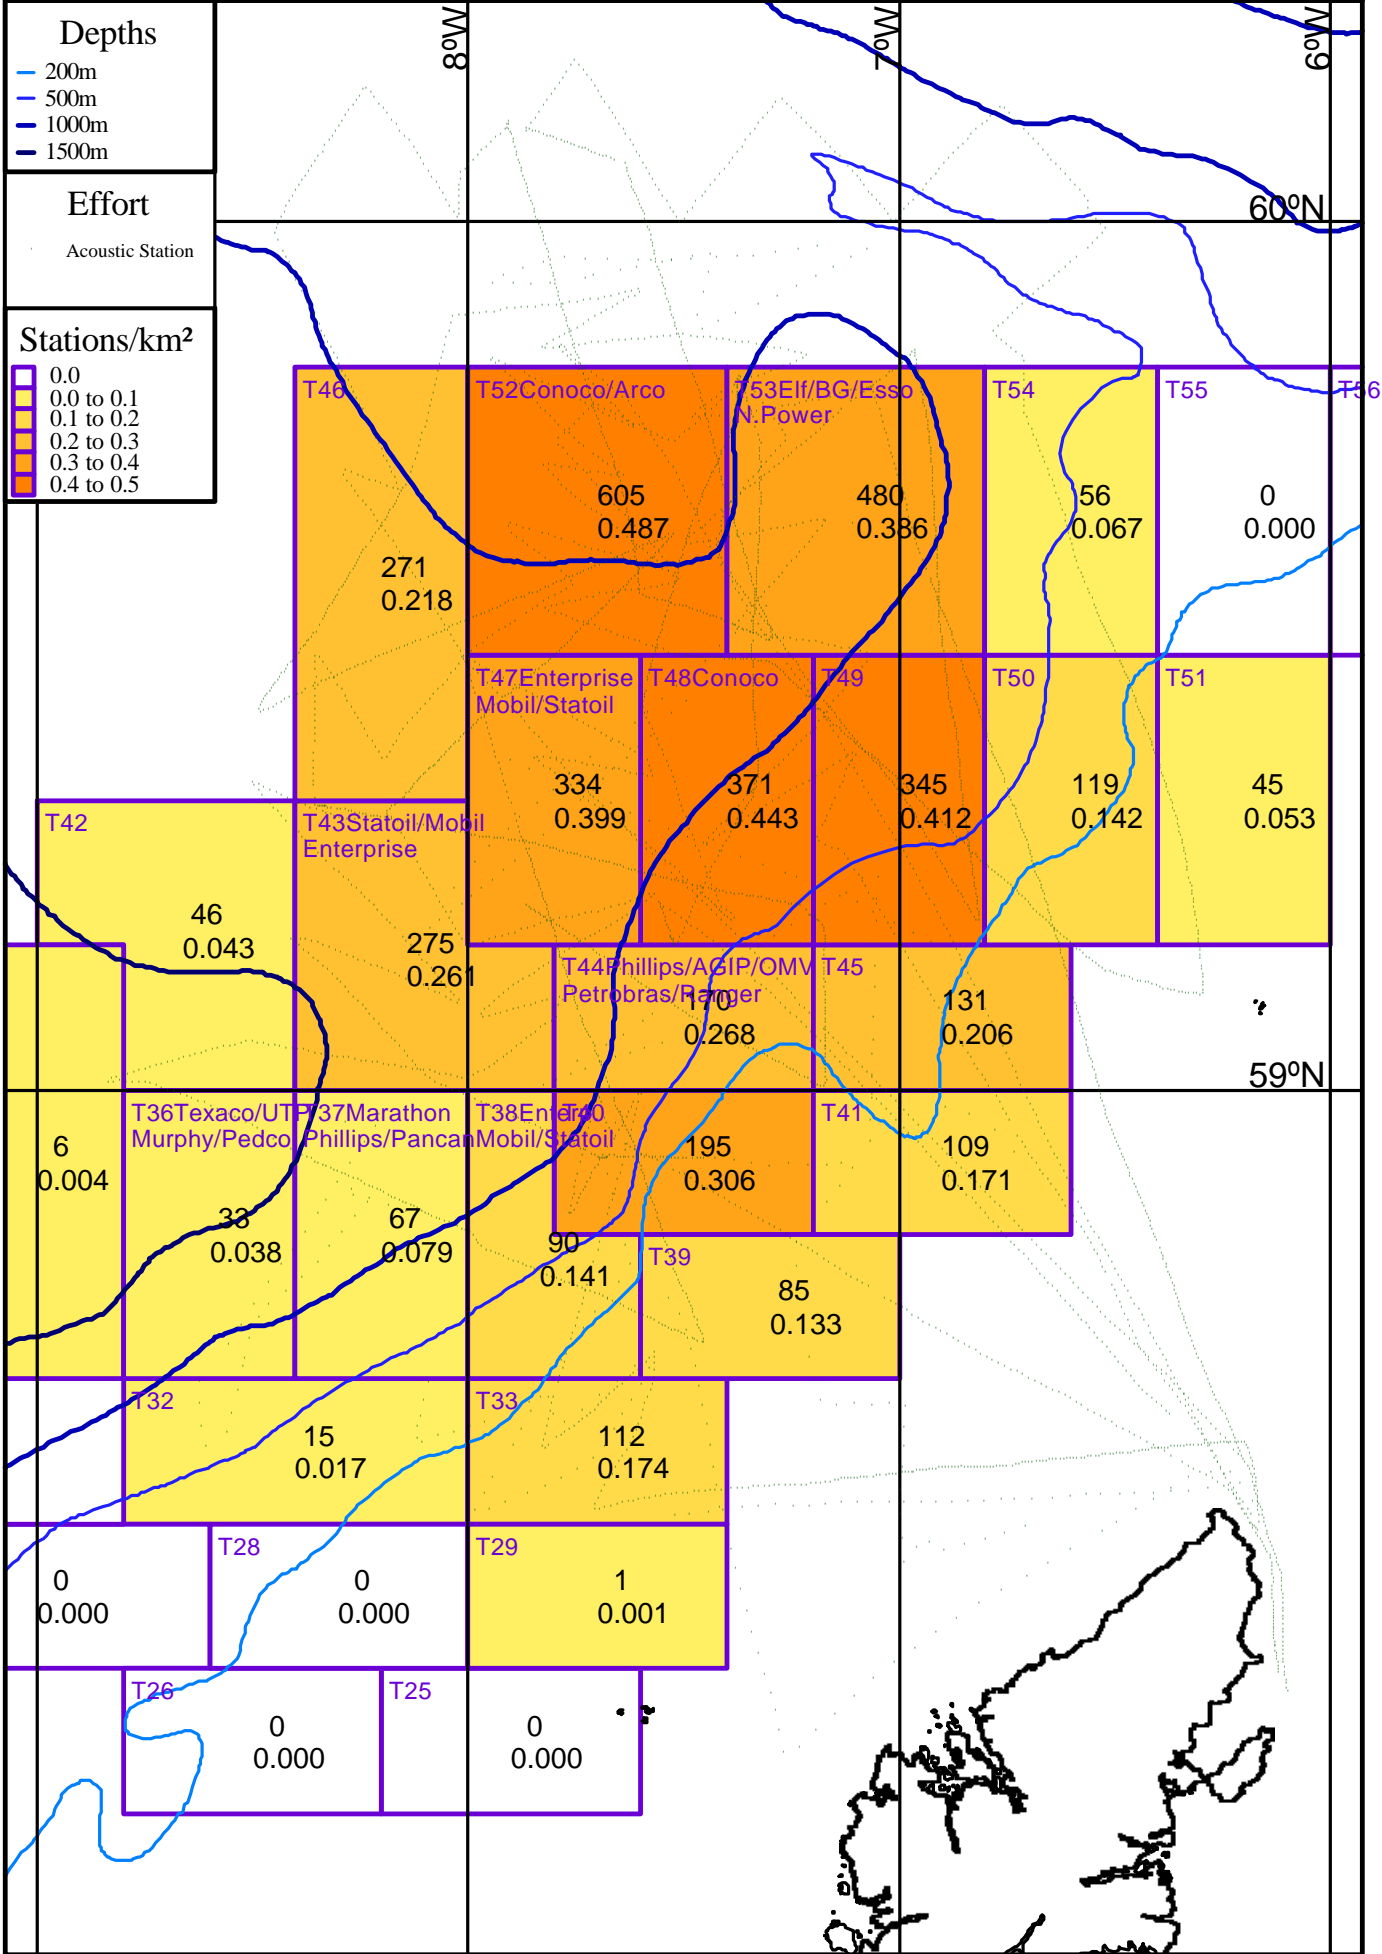 Depths
200m
500m
1000m
1500m
Effort
Acoustic Station
Stations/km²
0.0
0.0 to 0.1
0.1 to 0.2
0.2 to 0.3
0.3 to 0.4
0.4 to 0.5
8ºW
7ºW
6ºW
60ºN
59ºN
T46
271
0.218
T52Conoco/Arco
605
0.487
T53Elf/BG/Esso
N.Power
480
0.386
T54
56
0.067
T55
0
0.000
T56
T47Enterprise
Mobil/Statoil
334
0.399
T48Conoco
371
0.443
T49
345
0.412
T50
119
0.142
T51
45
0.053
T42
46
0.043
T43Statoil/Mobil
Enterprise
275
0.261
T44Phillips/AGIP/OMV
Petrobras/Ranger
170
0.268
T45
131
0.206
6
0.004
T36Texaco/UTP
Murphy/Pedco
33
0.038
T37Marathon
Phillips/Pancan
67
0.079
T38Enter
Mobil/Statoil
90
0.141
T40
195
0.306
T41
109
0.171
T39
85
0.133
T32
15
0.017
T33
112
0.174
0
0.000
T28
0
0.000
T29
1
0.001
T26
0
0.000
T25
0
0.000